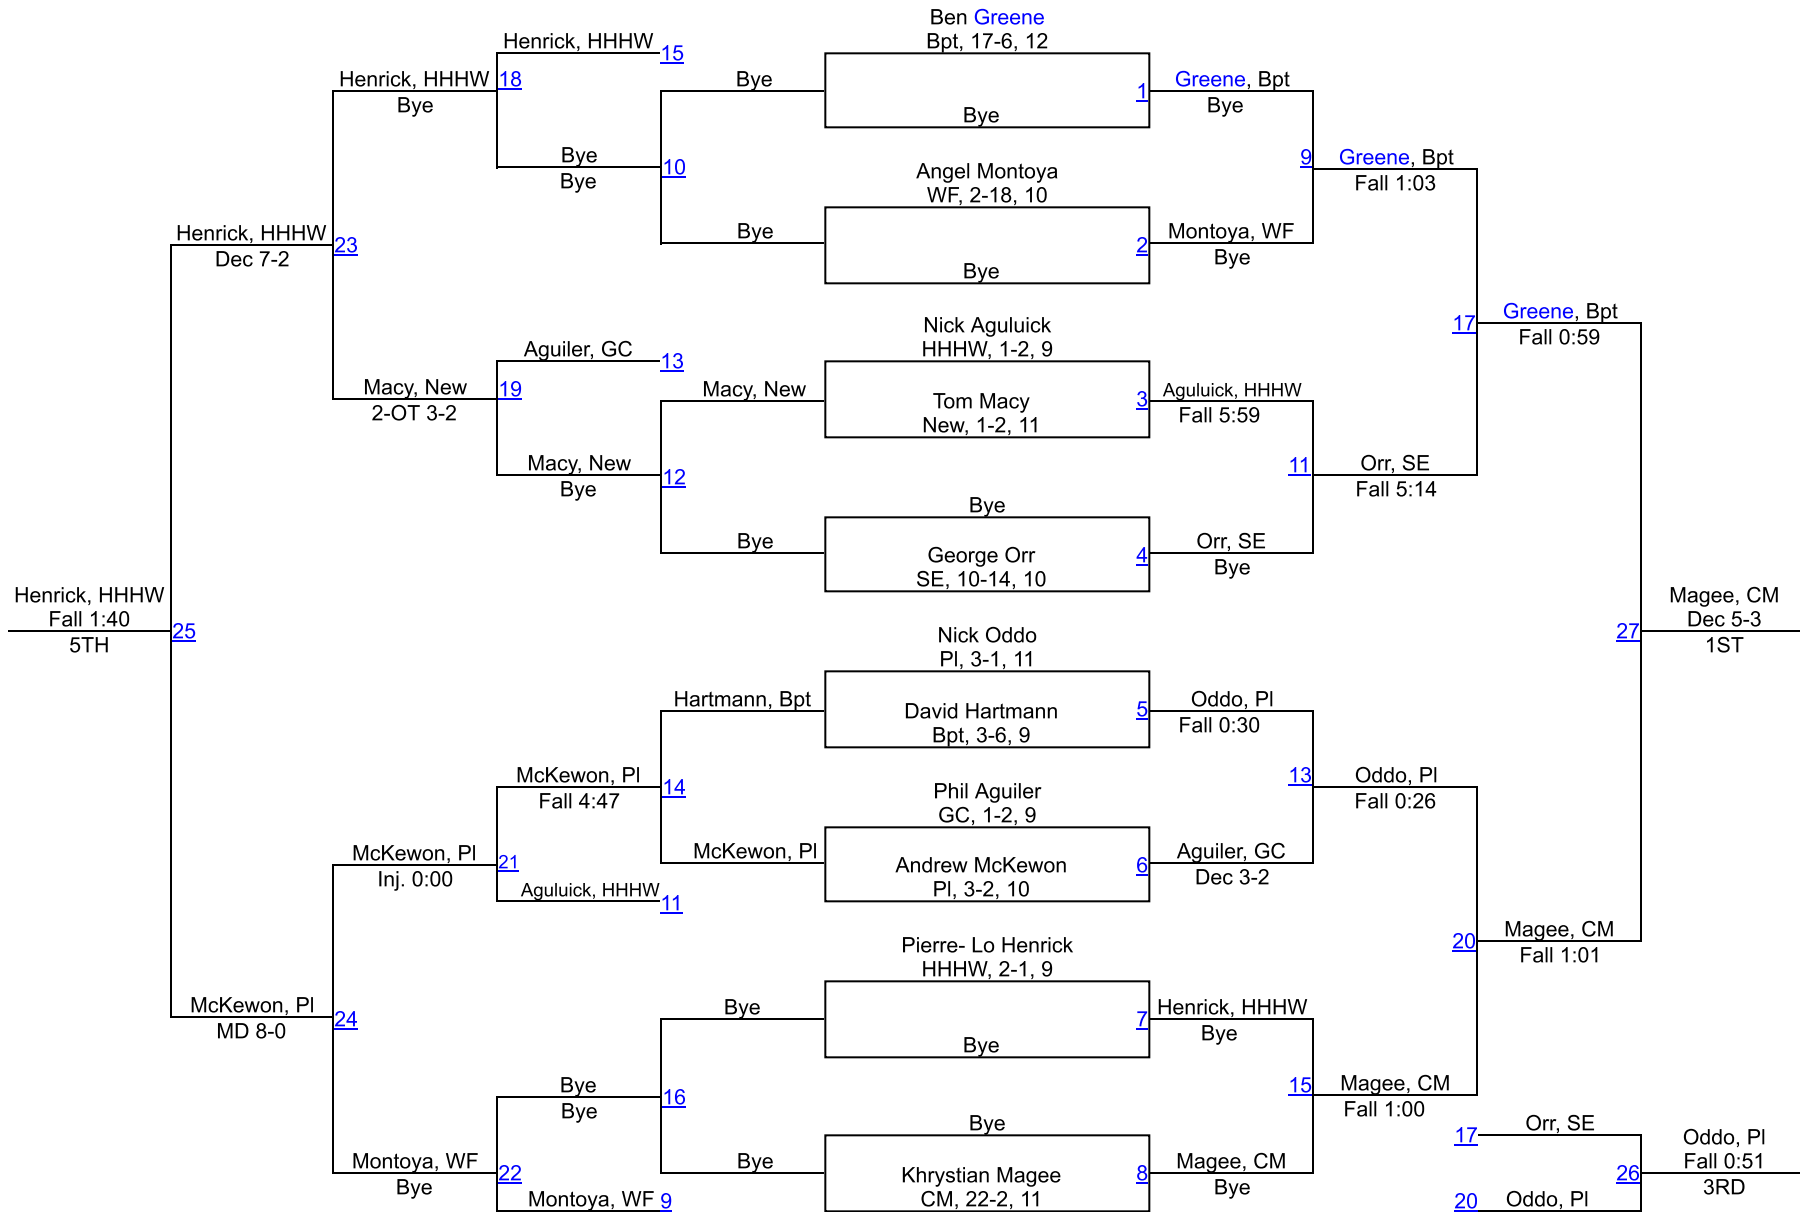 Ben Greene
Bpt, 17-6, 12
Henrick, HHHW
15
Henrick, HHHW
18
Bye
Bye
1
Greene, Bpt
Bye
Bye
Bye
Bye
10
9
Greene, Bpt
Fall 1:03
Angel Montoya
WF, 2-18, 10
Bye
2
Montoya, WF
Bye
Bye
Henrick, HHHW
23
Dec 7-2
Nick Aguluick
HHHW, 1-2, 9
17
Greene, Bpt
Fall 0:59
Aguiler, GC
13
Macy, New
19
2-OT 3-2
Macy, New
Tom Macy
New, 1-2, 11
3
Aguluick, HHHW
Fall 5:59
Macy, New
Bye
12
11
Orr, SE
Fall 5:14
Bye
Bye
George Orr
SE, 10-14, 10
4
Orr, SE
Bye
Henrick, HHHW
Fall 1:40
5TH
25
27
Magee, CM
Dec 5-3
1ST
Nick Oddo
Pl, 3-1, 11
Hartmann, Bpt
David Hartmann
Bpt, 3-6, 9
5
Oddo, Pl
Fall 0:30
McKewon, Pl
Fall 4:47
14
13
Oddo, Pl
Fall 0:26
Phil Aguiler
GC, 1-2, 9
McKewon, Pl
Inj. 0:00
21
McKewon, Pl
Andrew McKewon
Pl, 3-2, 10
6
Aguiler, GC
Dec 3-2
Aguluick, HHHW
11
Pierre- Lo Henrick
HHHW, 2-1, 9
20
Magee, CM
Fall 1:01
McKewon, Pl
MD 8-0
24
Bye
Bye
7
Henrick, HHHW
Bye
Bye
Bye
16
15
Magee, CM
Fall 1:00
Bye
Bye
Khrystian Magee
CM, 22-2, 11
8
Magee, CM
Bye
Montoya, WF
Bye
22
Montoya, WF
9
17
Orr, SE
26
Oddo, Pl
Fall 0:51
3RD
20
Oddo, Pl